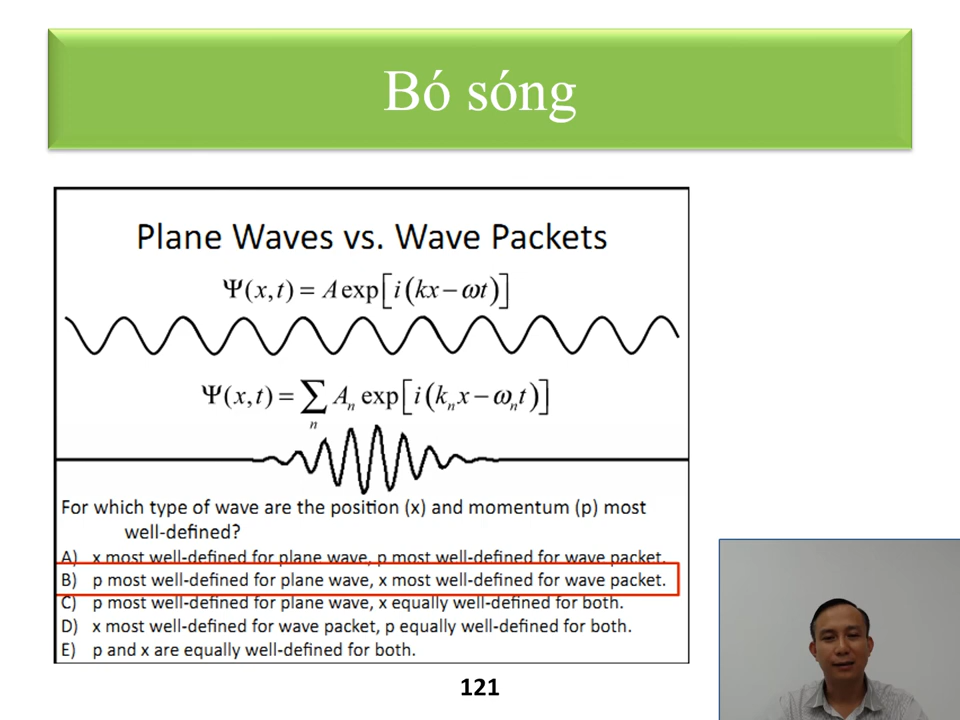 Bó sóng
Plane Waves vs. Wave Packets
Ψ(x,t) = A exp[i(kx − ωt)]
Ψ(x,t) = ∑ₙ Aₙ exp[i(kₙx − ωₙt)]
For which type of wave are the position (x) and momentum (p) most
well-defined?
A) x most well-defined for plane wave, p most well-defined for wave packet.
B) p most well-defined for plane wave, x most well-defined for wave packet.
C) p most well-defined for plane wave, x equally well-defined for both.
D) x most well-defined for wave packet, p equally well-defined for both.
E) p and x are equally well-defined for both.
121